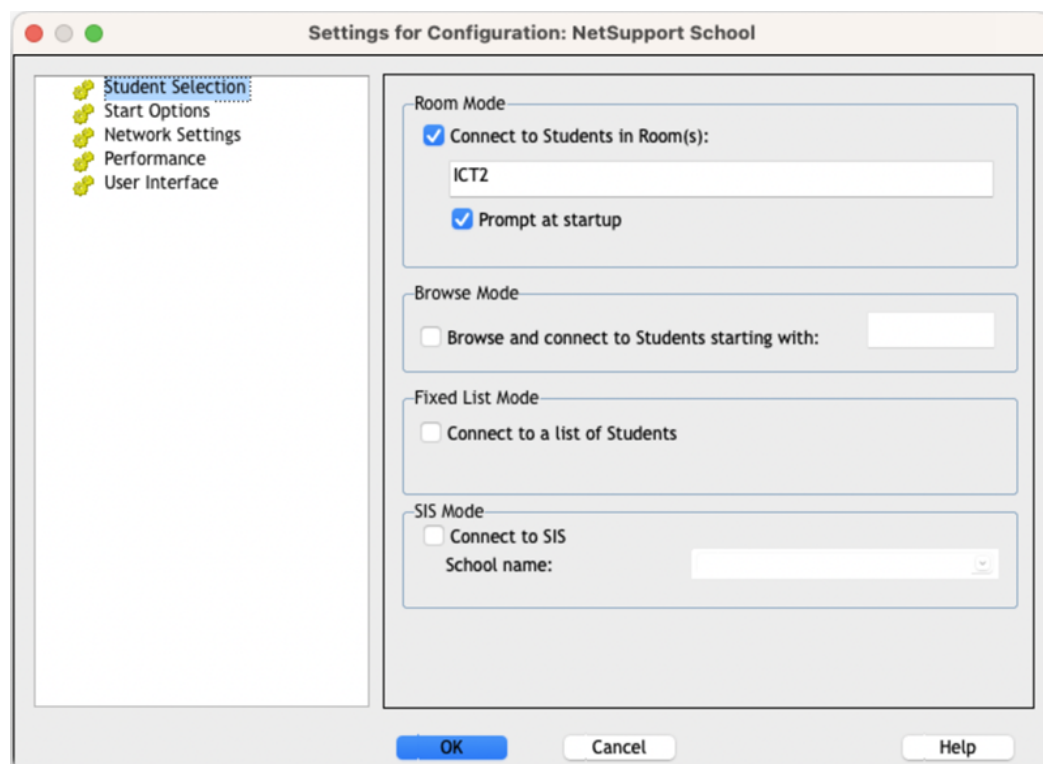 Settings for Configuration: NetSupport School
Student Selection
Start Options
Network Settings
Performance
User Interface
Room Mode
Connect to Students in Room(s):
ICT2
Prompt at startup
Browse Mode
Browse and connect to Students starting with:
Fixed List Mode
Connect to a list of Students
SIS Mode
Connect to SIS
School name:
OK Cancel Help